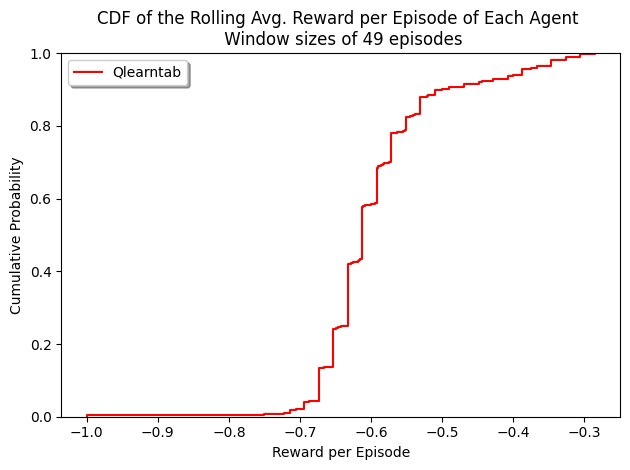 CDF of the Rolling Avg. Reward per Episode of Each Agent
Window sizes of 49 episodes
Qlearntab
1.0
0.8
0.6
0.4
0.2
0.0
Cumulative Probability
−1.0 −0.9 −0.8 −0.7 −0.6 −0.5 −0.4 −0.3
Reward per Episode